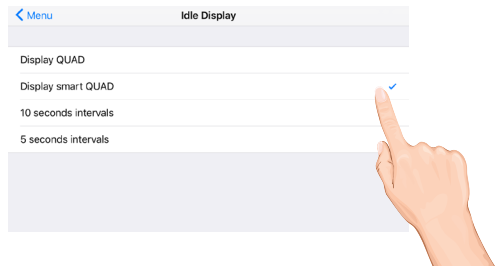 Menu
Idle Display
Display QUAD
Display smart QUAD
10 seconds intervals
5 seconds intervals